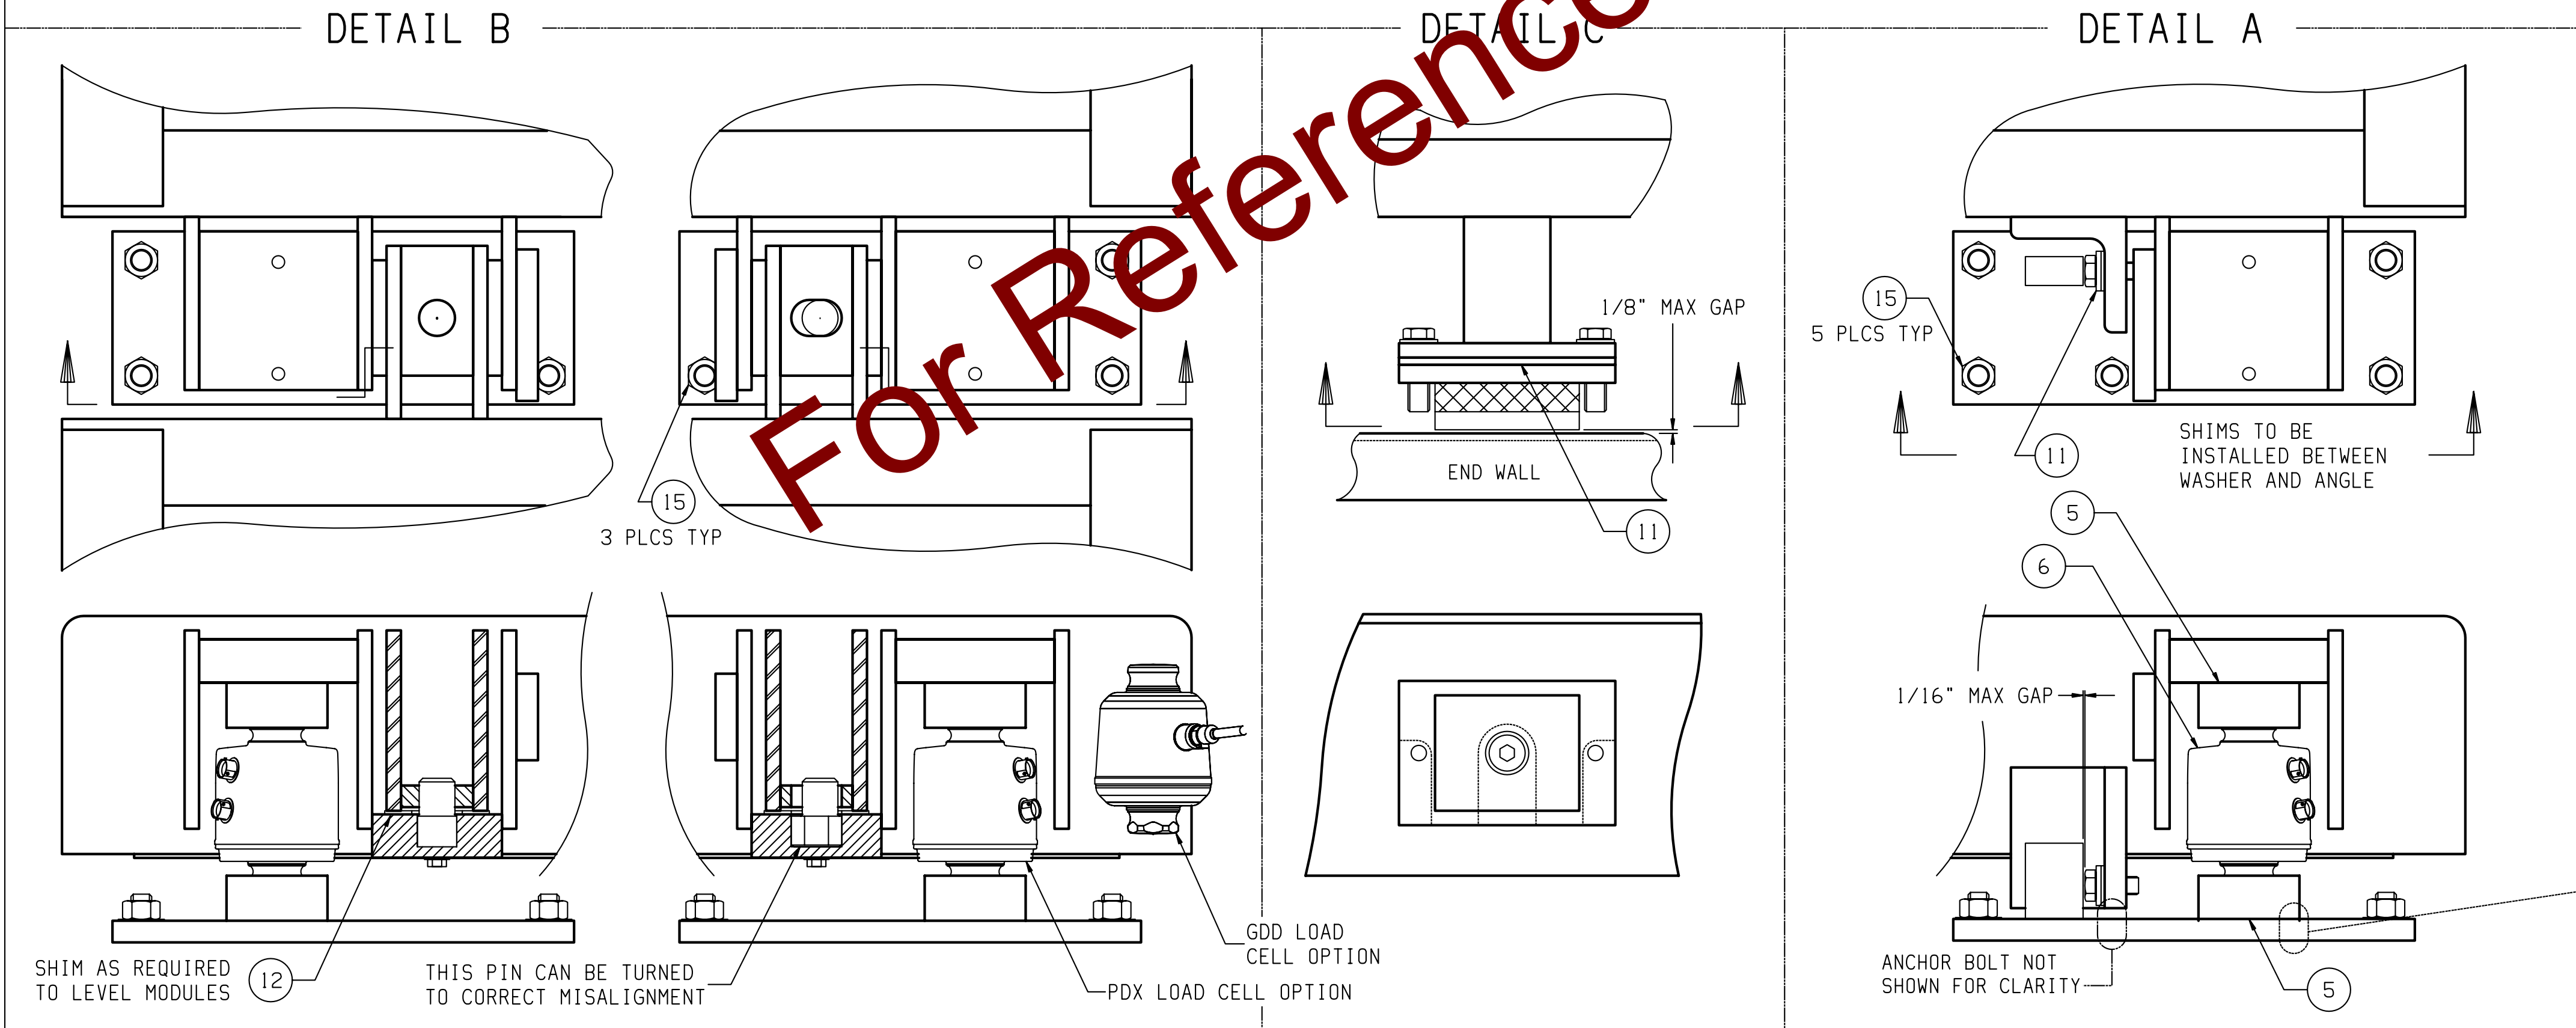 DETAIL B
DETAIL C
DETAIL A
For Reference
15
3 PLCS TYP
SHIM AS REQUIRED
TO LEVEL MODULES
12
THIS PIN CAN BE TURNED
TO CORRECT MISALIGNMENT
GDD LOAD
CELL OPTION
PDX LOAD CELL OPTION
1/8" MAX GAP
END WALL
11
15
5 PLCS TYP
11
SHIMS TO BE
INSTALLED BETWEEN
WASHER AND ANGLE
5
6
1/16" MAX GAP
ANCHOR BOLT NOT
SHOWN FOR CLARITY
5